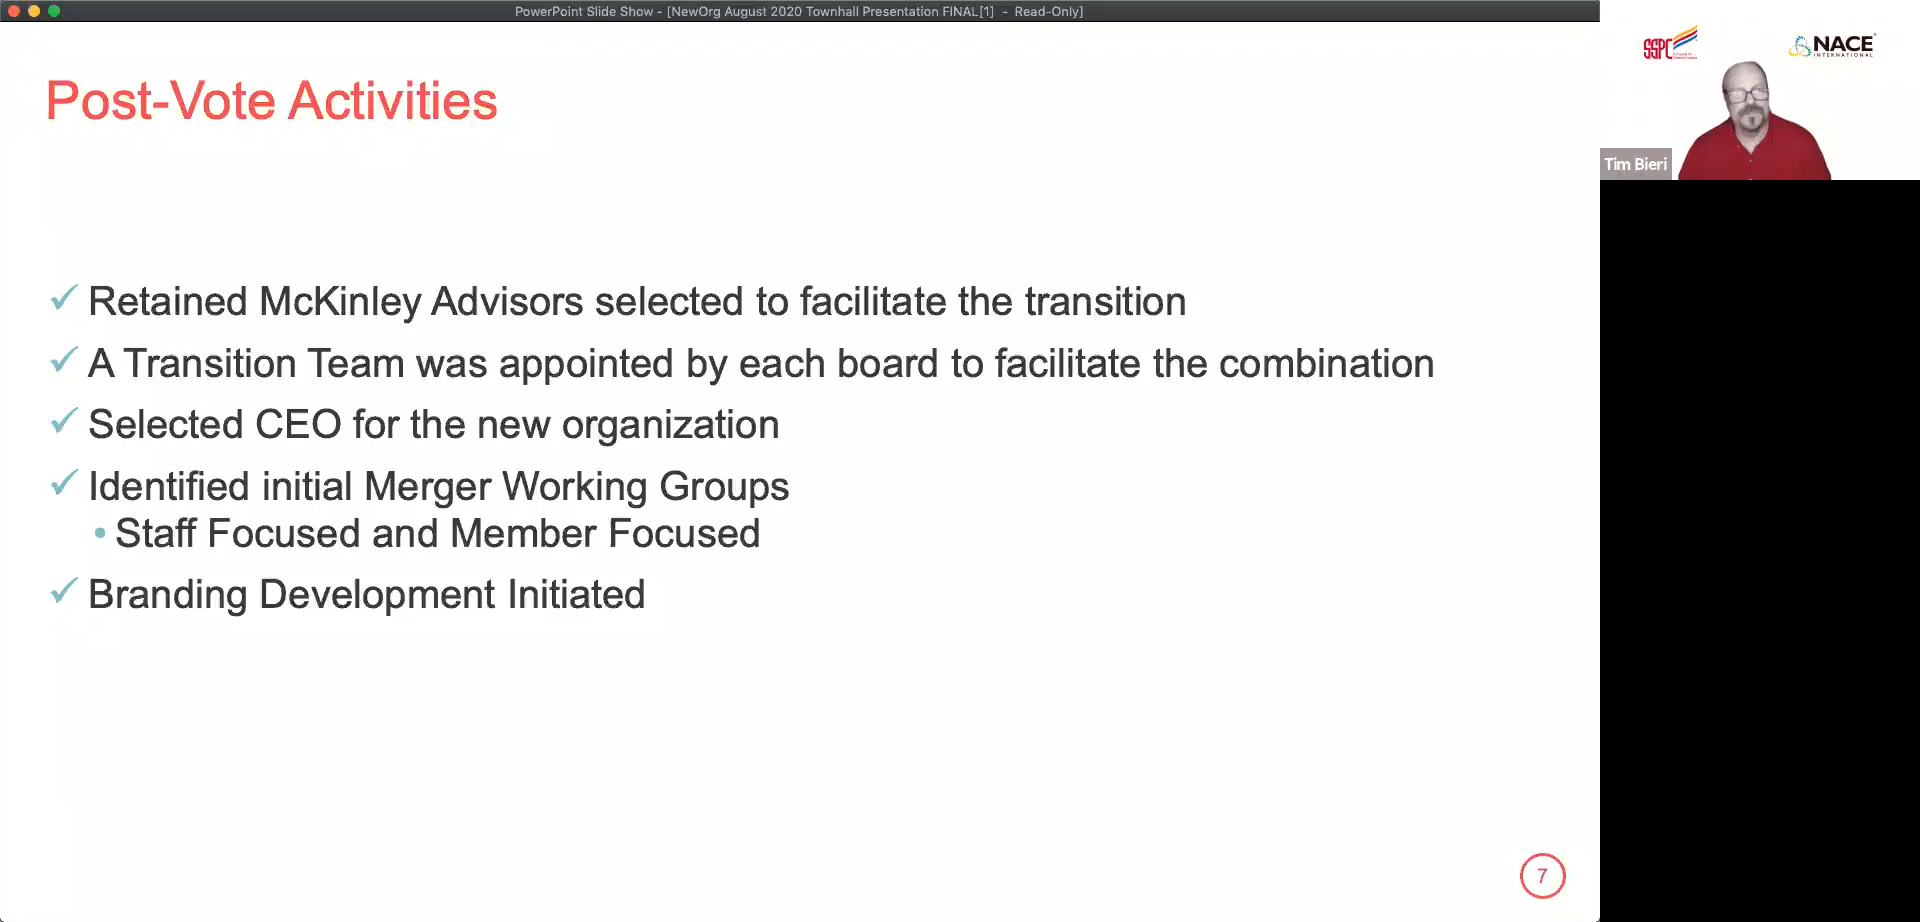 PowerPoint Slide Show - [NewOrg August 2020 Townhall Presentation FINAL[1] - Read-Only]
Post-Vote Activities
✓ Retained McKinley Advisors selected to facilitate the transition
✓ A Transition Team was appointed by each board to facilitate the combination
✓ Selected CEO for the new organization
✓ Identified initial Merger Working Groups
• Staff Focused and Member Focused
✓ Branding Development Initiated
7
SSPC
NACE
INTERNATIONAL
Tim Bieri